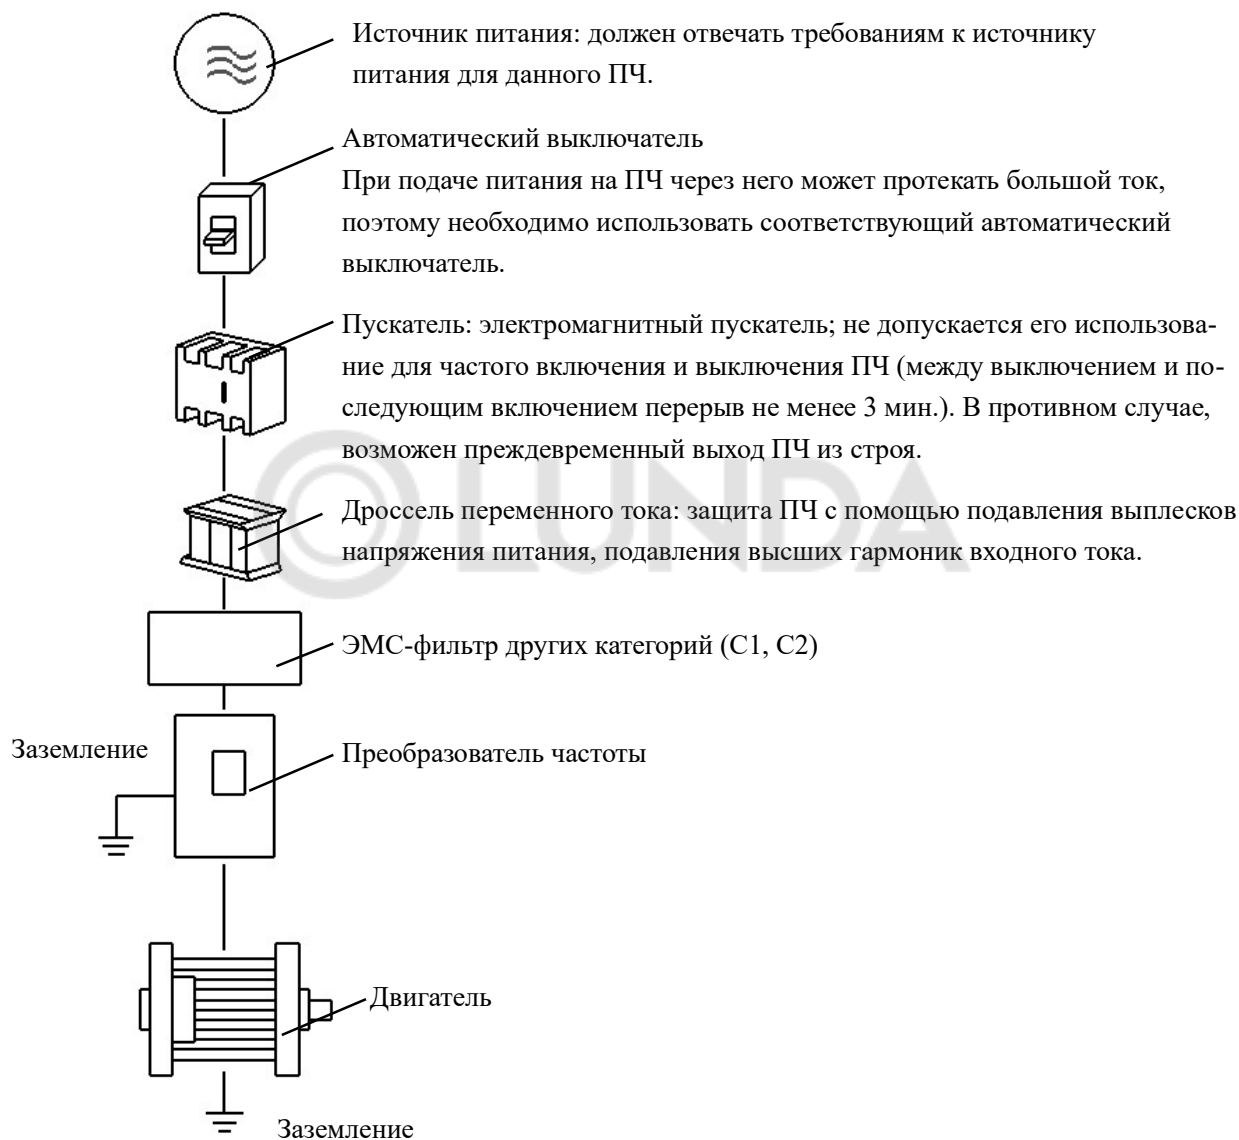 Источник питания: должен отвечать требованиям к источнику
питания для данного ПЧ.
Автоматический выключатель
При подаче питания на ПЧ через него может протекать большой ток,
поэтому необходимо использовать соответствующий автоматический
выключатель.
Пускатель: электромагнитный пускатель; не допускается его использова-
ние для частого включения и выключения ПЧ (между выключением и по-
следующим включением перерыв не менее 3 мин.). В противном случае,
возможен преждевременный выход ПЧ из строя.
LUNDA
Дроссель переменного тока: защита ПЧ с помощью подавления выплесков
напряжения питания, подавления высших гармоник входного тока.
ЭМС-фильтр других категорий (С1, С2)
Заземление
Преобразователь частоты
Двигатель
Заземление